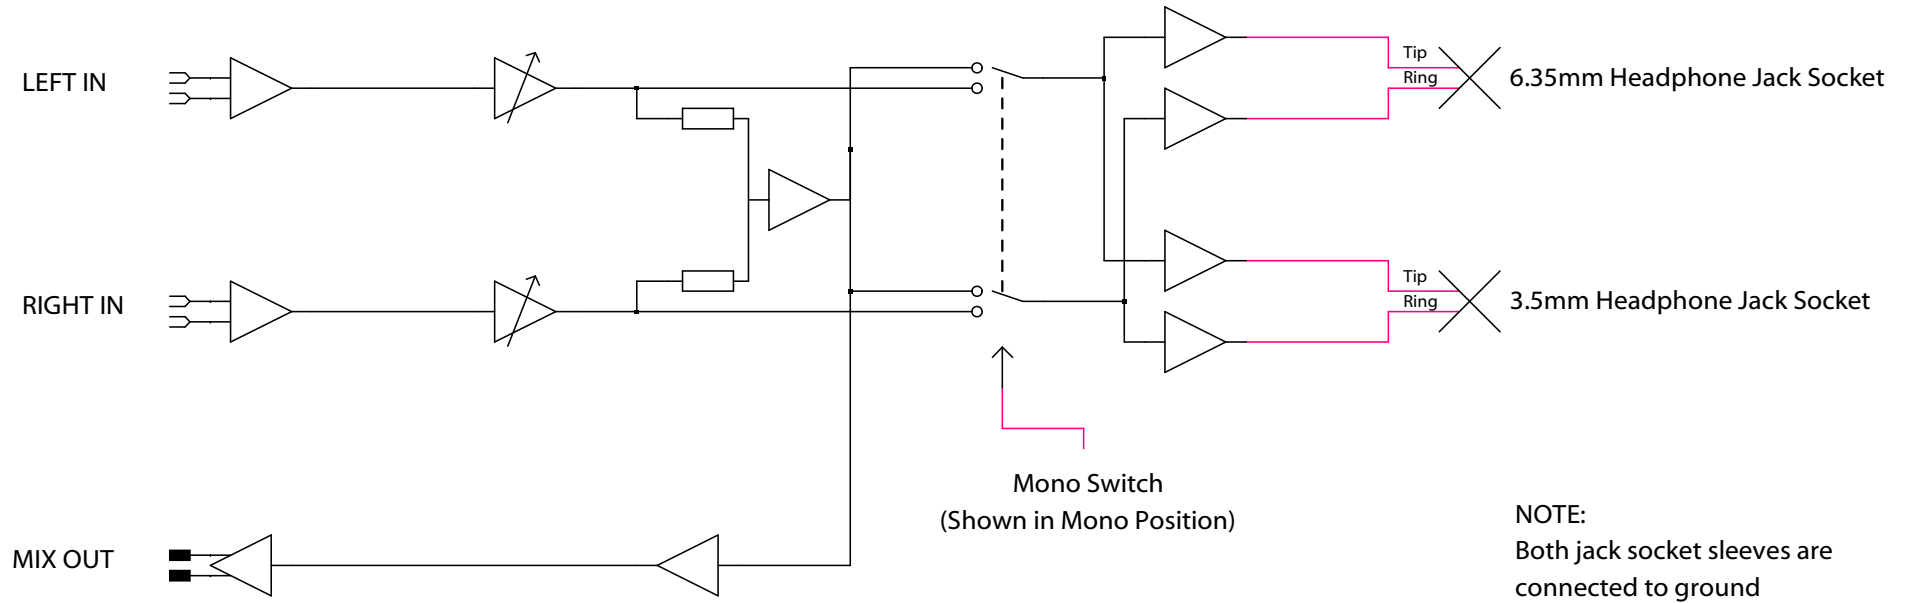 LEFT IN
Tip
Ring
6.35mm Headphone Jack Socket
RIGHT IN
Tip
Ring
3.5mm Headphone Jack Socket
Mono Switch
(Shown in Mono Position)
MIX OUT
NOTE:
Both jack socket sleeves are
connected to ground